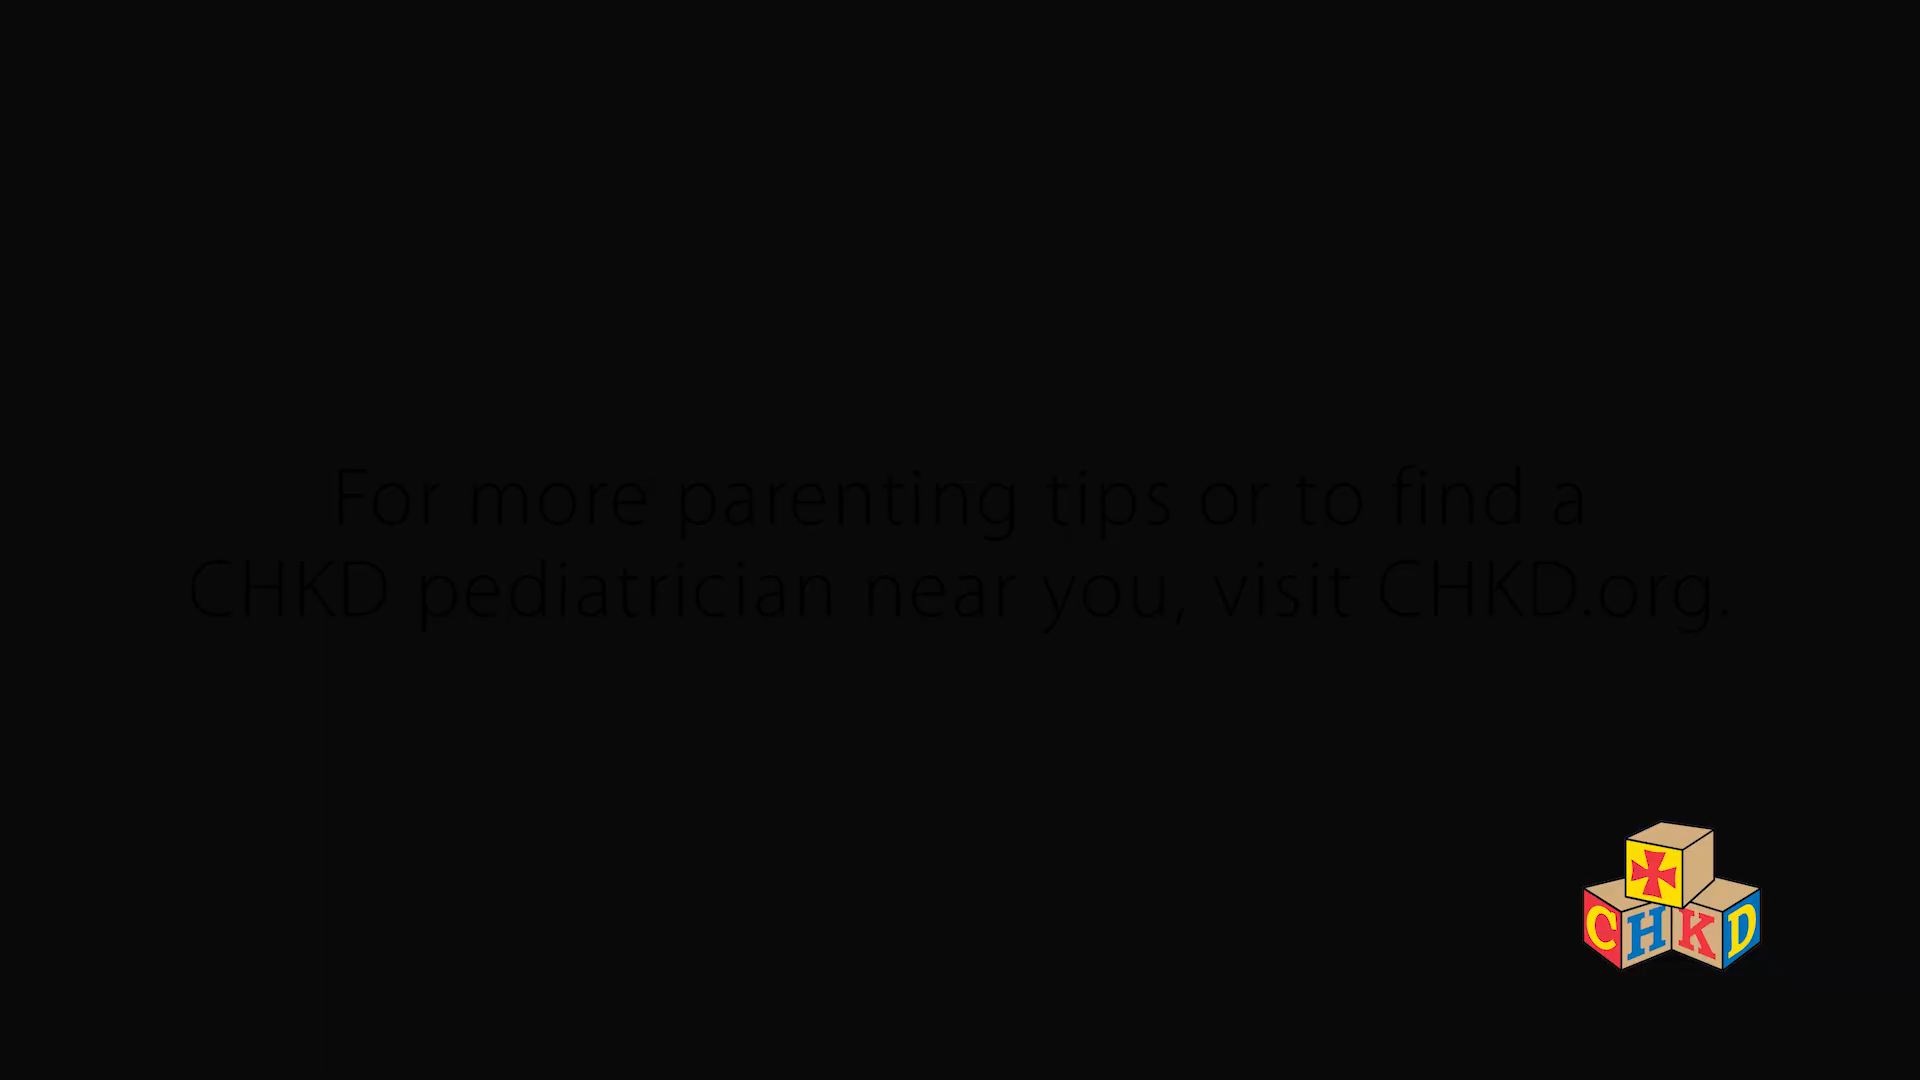 For more parenting tips or to find a
CHKD pediatrician near you, visit CHKD.org.
CHKD